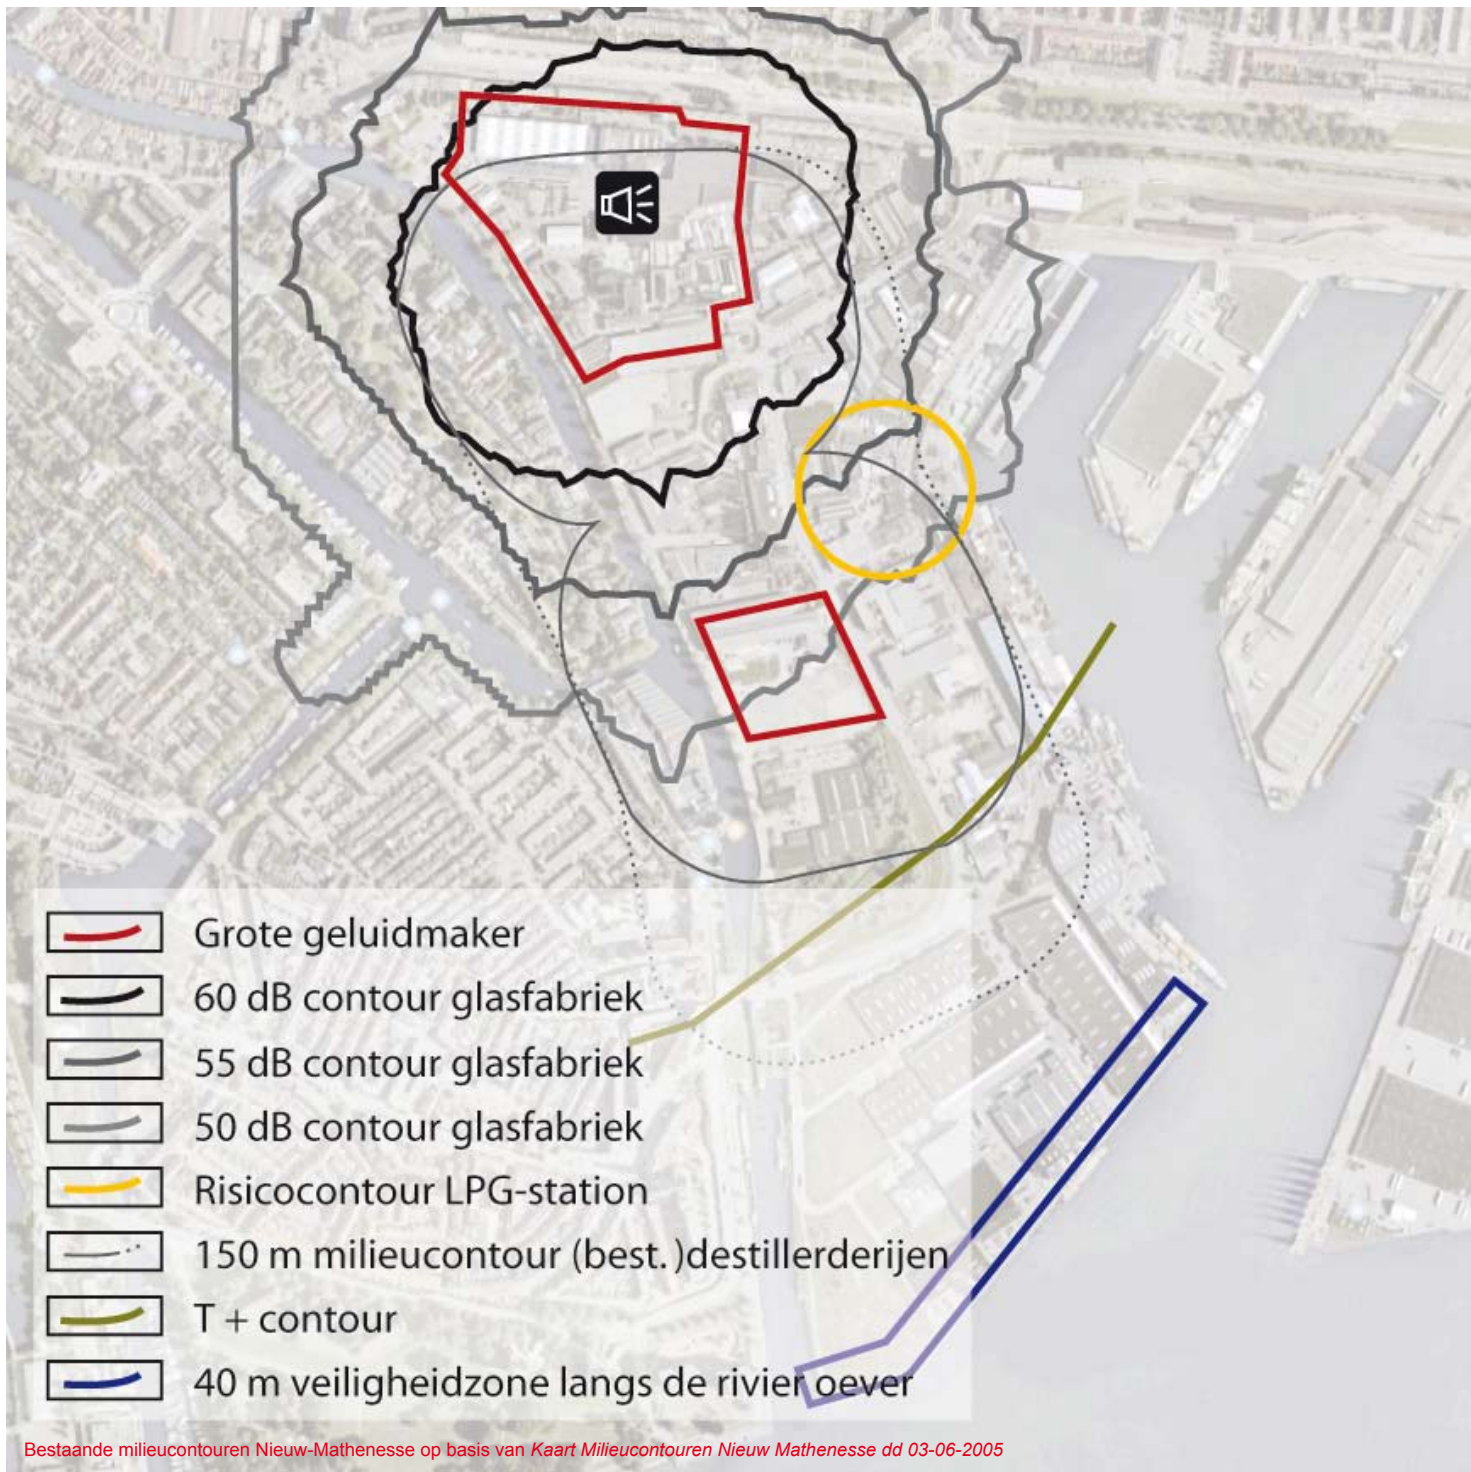 Grote geluidmaker
60 dB contour glasfabriek
55 dB contour glasfabriek
50 dB contour glasfabriek
Risicocontour LPG-station
150 m milieucontour (best.)destillerderijen
T + contour
40 m veiligheidzone langs de rivier oever
Bestaande milieucontouren Nieuw-Mathenesse op basis van Kaart Milieucontouren Nieuw Mathenesse dd 03-06-2005